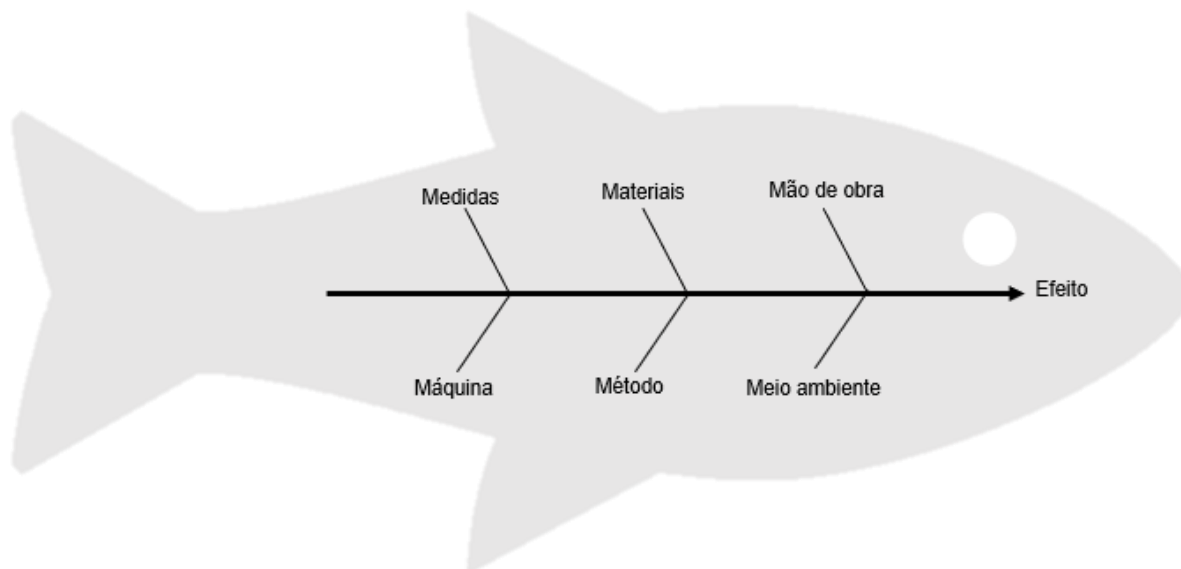 Medidas
Materiais
Mão de obra
Efeito
Máquina
Método
Meio ambiente